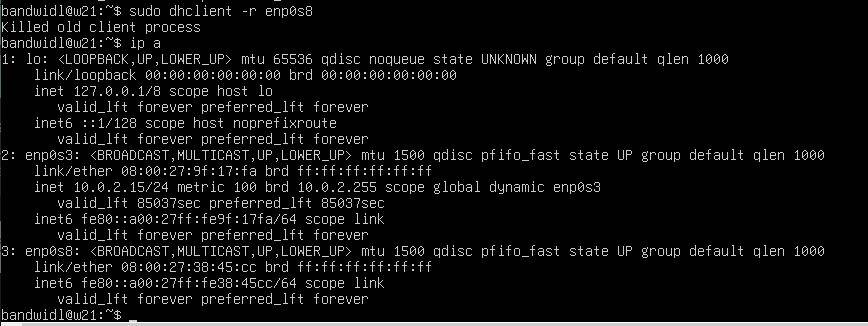 bandwidl@w21:~$ sudo dhclient -r enp0s8
Killed old client process
bandwidl@w21:~$ ip a
1: lo: <LOOPBACK,UP,LOWER_UP> mtu 65536 qdisc noqueue state UNKNOWN group default qlen 1000
    link/loopback 00:00:00:00:00:00 brd 00:00:00:00:00:00
    inet 127.0.0.1/8 scope host lo
       valid_lft forever preferred_lft forever
    inet6 ::1/128 scope host noprefixroute
       valid_lft forever preferred_lft forever
2: enp0s3: <BROADCAST,MULTICAST,UP,LOWER_UP> mtu 1500 qdisc pfifo_fast state UP group default qlen 1000
    link/ether 08:00:27:9f:17:fa brd ff:ff:ff:ff:ff:ff
    inet 10.0.2.15/24 metric 100 brd 10.0.2.255 scope global dynamic enp0s3
       valid_lft 85037sec preferred_lft 85037sec
    inet6 fe80::a00:27ff:fe9f:17fa/64 scope link
       valid_lft forever preferred_lft forever
3: enp0s8: <BROADCAST,MULTICAST,UP,LOWER_UP> mtu 1500 qdisc pfifo_fast state UP group default qlen 1000
    link/ether 08:00:27:38:45:cc brd ff:ff:ff:ff:ff:ff
    inet6 fe80::a00:27ff:fe38:45cc/64 scope link
       valid_lft forever preferred_lft forever
bandwidl@w21:~$ _